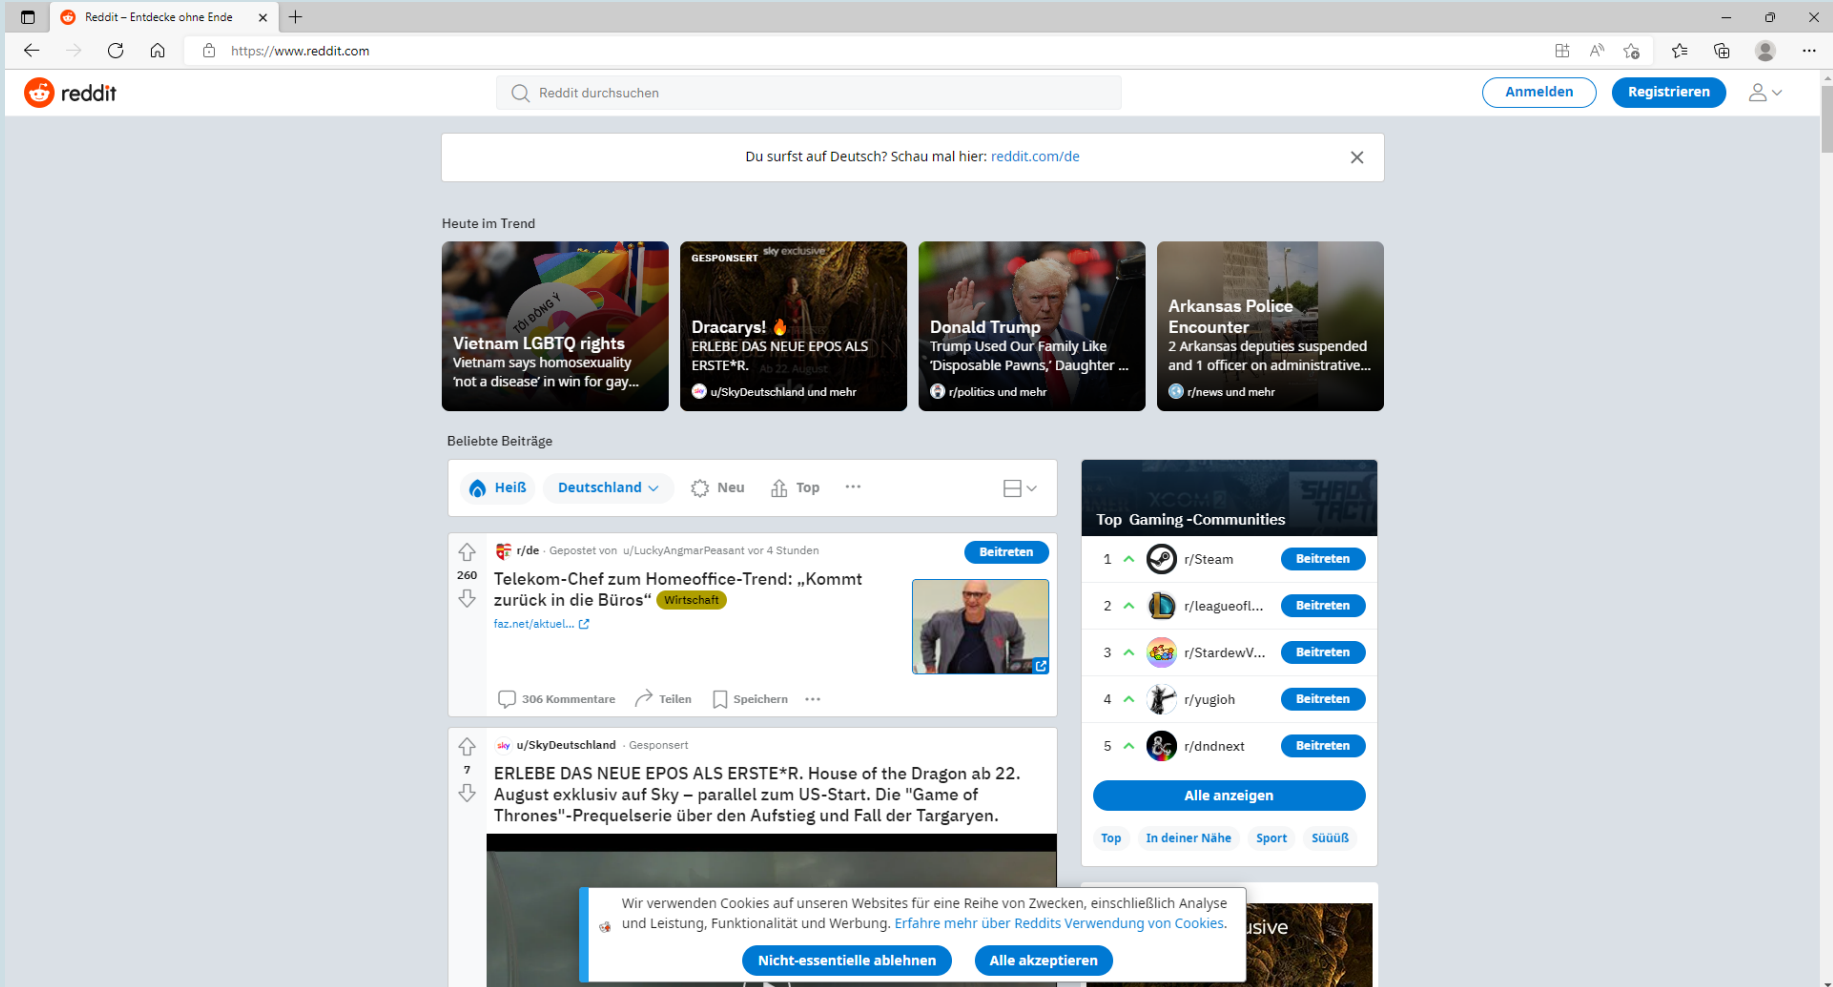 Reddit – Entdecke ohne Ende
https://www.reddit.com
reddit
Reddit durchsuchen
Anmelden
Registrieren
Du surfst auf Deutsch? Schau mal hier: reddit.com/de
Heute im Trend
TÔI ĐỒNG Ý
Vietnam LGBTQ rights
Vietnam says homosexuality
‘not a disease’ in win for gay...
GESPONSERT
sky exclusive
Dracarys! 🔥
ERLEBE DAS NEUE EPOS ALS
ERSTE*R.
Ab 22. August
u/SkyDeutschland und mehr
Donald Trump
Trump Used Our Family Like
‘Disposable Pawns,’ Daughter ...
r/politics und mehr
Arkansas Police
Encounter
2 Arkansas deputies suspended
and 1 officer on administrative...
r/news und mehr
Beliebte Beiträge
Heiß
Deutschland
Neu
Top
r/de · Gepostet von u/LuckyAngmarPeasant vor 4 Stunden
Beitreten
260
Telekom-Chef zum Homeoffice-Trend: „Kommt
zurück in die Büros“ Wirtschaft
faz.net/aktuel...
306 Kommentare
Teilen
Speichern
sky u/SkyDeutschland · Gesponsert
7
ERLEBE DAS NEUE EPOS ALS ERSTE*R. House of the Dragon ab 22.
August exklusiv auf Sky – parallel zum US-Start. Die "Game of
Thrones"-Prequelserie über den Aufstieg und Fall der Targaryen.
XCOM 2
Top Gaming -Communities
1 r/Steam Beitreten
2 r/leagueofl... Beitreten
3 r/StardewV... Beitreten
4 r/yugioh Beitreten
5 r/dndnext Beitreten
Alle anzeigen
Top
In deiner Nähe
Sport
Süüüß
Wir verwenden Cookies auf unseren Websites für eine Reihe von Zwecken, einschließlich Analyse
und Leistung, Funktionalität und Werbung. Erfahre mehr über Reddits Verwendung von Cookies.
Nicht-essentielle ablehnen
Alle akzeptieren
usive